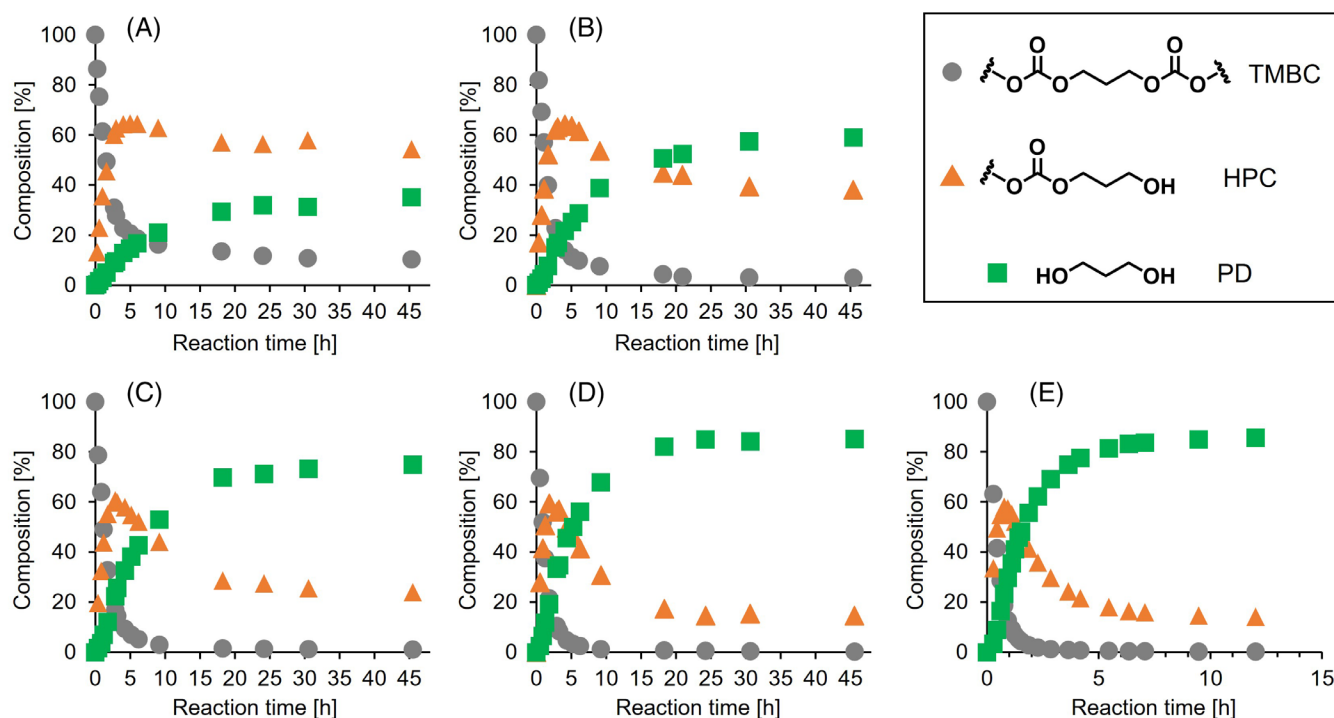 (A)
Composition [%]
100
80
60
40
20
0
0 5 10 15 20 25 30 35 40 45
Reaction time [h]
(B)
Composition [%]
100
80
60
40
20
0
0 5 10 15 20 25 30 35 40 45
Reaction time [h]
O O
O O O O TMBC
O
O O OH HPC
HO OH PD
(C)
Composition [%]
100
80
60
40
20
0
0 5 10 15 20 25 30 35 40 45
Reaction time [h]
(D)
Composition [%]
100
80
60
40
20
0
0 5 10 15 20 25 30 35 40 45
Reaction time [h]
(E)
Composition [%]
100
80
60
40
20
0
0 5 10 15
Reaction time [h]